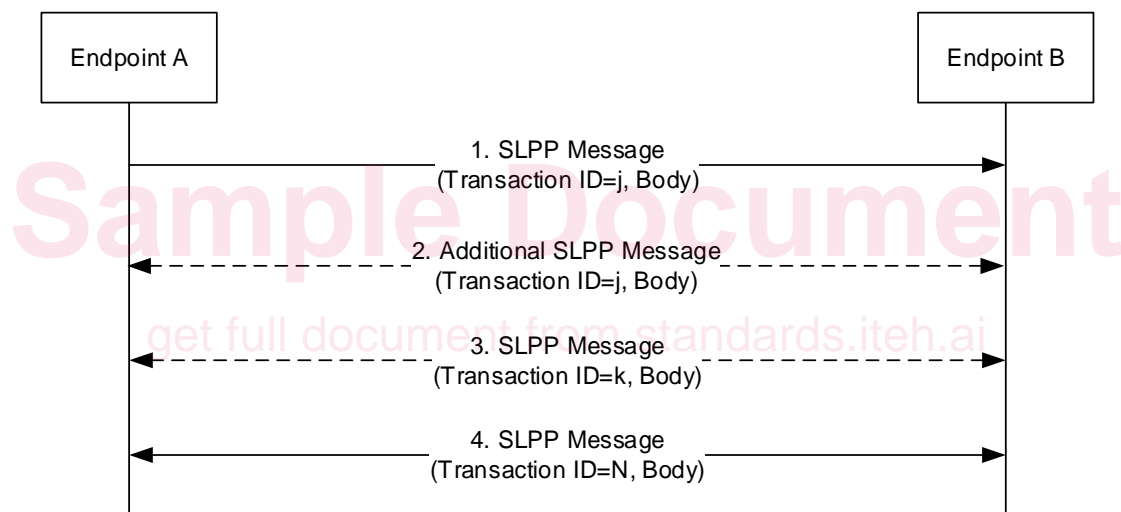 Endpoint A
Endpoint B
1. SLPP Message
(Transaction ID=j, Body)
Sample Document
2. Additional SLPP Message
(Transaction ID=j, Body)
get full document from standards.iteh.ai
3. SLPP Message
(Transaction ID=k, Body)
4. SLPP Message
(Transaction ID=N, Body)